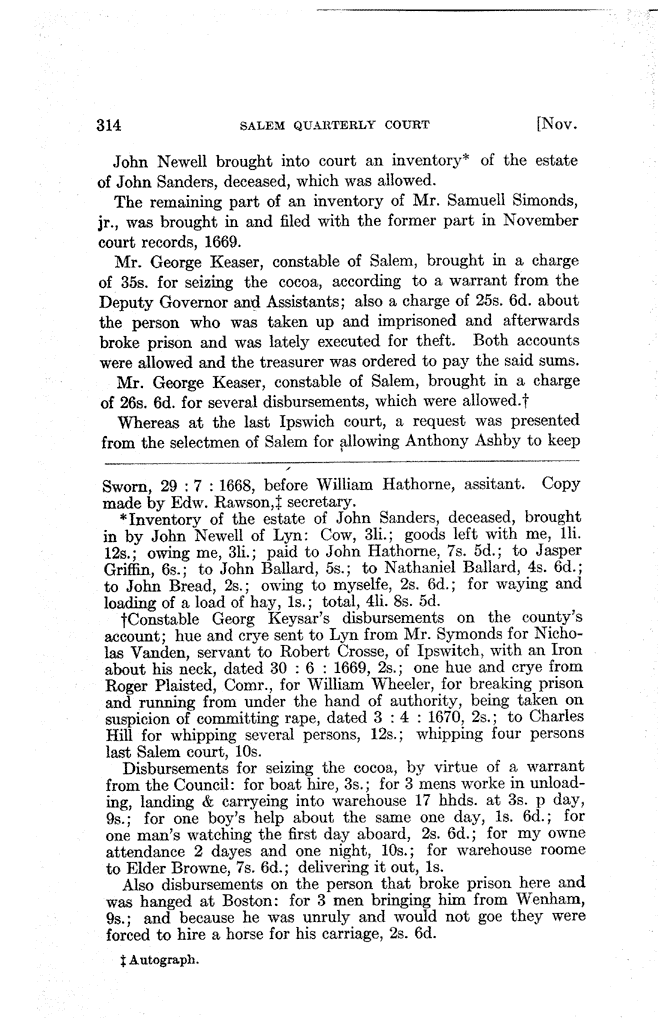 314 SALEM QUARTERLY COURT [Nov.
John Newell brought into court an inventory* of the estate
of John Sanders, deceased, which was allowed.
The remaining part of an inventory of Mr. Samuell Simonds,
jr., was brought in and filed with the former part in November
court records, 1669.
Mr. George Keaser, constable of Salem, brought in a charge
of 35s. for seizing the cocoa, according to a warrant from the
Deputy Governor and Assistants; also a charge of 25s. 6d. about
the person who was taken up and imprisoned and afterwards
broke prison and was lately executed for theft. Both accounts
were allowed and the treasurer was ordered to pay the said sums.
Mr. George Keaser, constable of Salem, brought in a charge
of 26s. 6d. for several disbursements, which were allowed.†
Whereas at the last Ipswich court, a request was presented
from the selectmen of Salem for allowing Anthony Ashby to keep
Sworn, 29 : 7 : 1668, before William Hathorne, assitant. Copy
made by Edw. Rawson,‡ secretary.
*Inventory of the estate of John Sanders, deceased, brought
in by John Newell of Lyn: Cow, 3li.; goods left with me, 1li.
12s.; owing me, 3li.; paid to John Hathorne, 7s. 5d.; to Jasper
Griffin, 6s.; to John Ballard, 5s.; to Nathaniel Ballard, 4s. 6d.;
to John Bread, 2s.; owing to myselfe, 2s. 6d.; for waying and
loading of a load of hay, 1s.; total, 4li. 8s. 5d.
†Constable Georg Keysar's disbursements on the county's
account; hue and crye sent to Lyn from Mr. Symonds for Nicho-
las Vanden, servant to Robert Crosse, of Ipswitch, with an Iron
about his neck, dated 30 : 6 : 1669, 2s.; one hue and crye from
Roger Plaisted, Comr., for William Wheeler, for breaking prison
and running from under the hand of authority, being taken on
suspicion of committing rape, dated 3 : 4 : 1670, 2s.; to Charles
Hill for whipping several persons, 12s.; whipping four persons
last Salem court, 10s.
Disbursements for seizing the cocoa, by virtue of a warrant
from the Council: for boat hire, 3s.; for 3 mens worke in unload-
ing, landing & carryeing into warehouse 17 hhds. at 3s. p day,
9s.; for one boy's help about the same one day, 1s. 6d.; for
one man's watching the first day aboard, 2s. 6d.; for my owne
attendance 2 dayes and one night, 10s.; for warehouse roome
to Elder Browne, 7s. 6d.; delivering it out, 1s.
Also disbursements on the person that broke prison here and
was hanged at Boston: for 3 men bringing him from Wenham,
9s.; and because he was unruly and would not goe they were
forced to hire a horse for his carriage, 2s. 6d.
‡ Autograph.